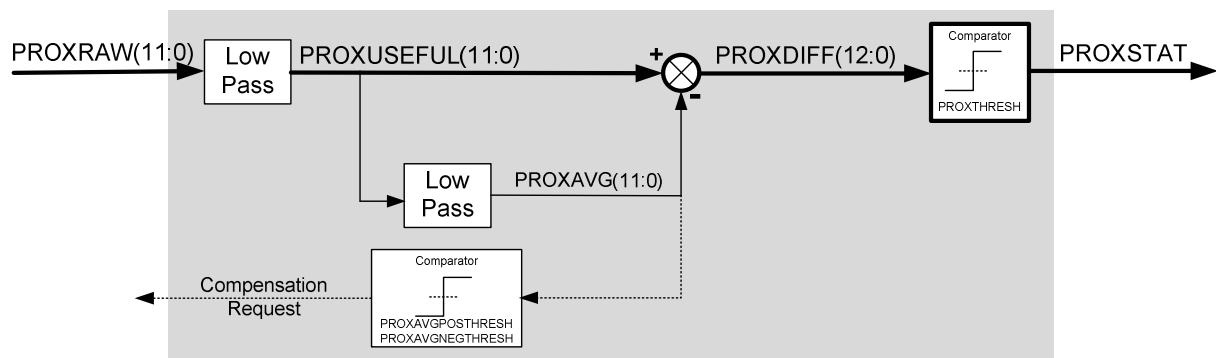 PROXRAW(11:0)
Low
Pass
PROXUSEFUL(11:0)
+
-
PROXDIFF(12:0)
Comparator
PROXTHRESH
PROXSTAT
Low
Pass
PROXAVG(11:0)
Compensation
Request
Comparator
PROXAVGPOSTHRESH
PROXAVGNEGTHRESH